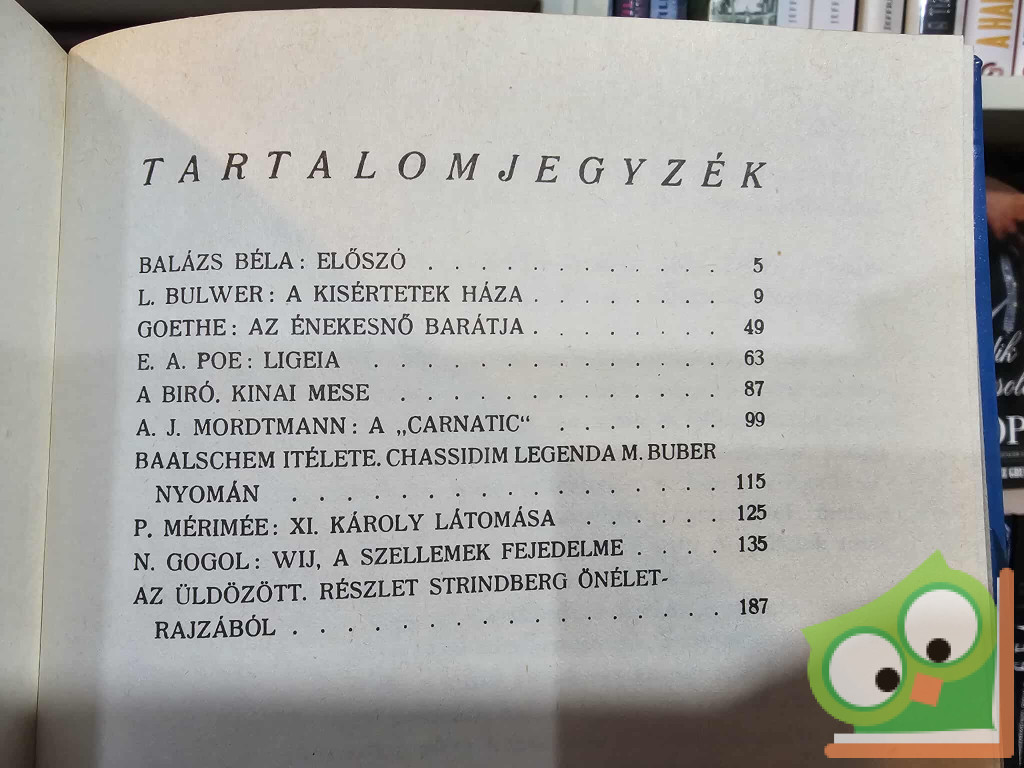 TARTALOMJEGYZÉK
BALÁZS BÉLA: ELŐSZÓ . . . . . . . . . . . 5
L. BULWER: A KISÉRTETEK HÁZA . . . . . . . 9
GOETHE: AZ ÉNEKESNŐ BARÁTJA . . . . . . . 49
E. A. POE: LIGEIA . . . . . . . . . . . . 63
A BIRÓ. KINAI MESE . . . . . . . . . . . 87
A. J. MORDTMANN: A „CARNATIC“ . . . . . . 99
BAALSCHEM ITÉLETE. CHASSIDIM LEGENDA M. BUBER
NYOMÁN . . . . . . . . . . . . . . . . 115
P. MÉRIMÉE: XI. KÁROLY LÁTOMÁSA . . . . . . 125
N. GOGOL: WIJ, A SZELLEMEK FEJEDELME . . . . 135
AZ ÜLDÖZÖTT. RÉSZLET STRINDBERG ÖNÉLET-
RAJZÁBÓL . . . . . . . . . . . . . . . . 187